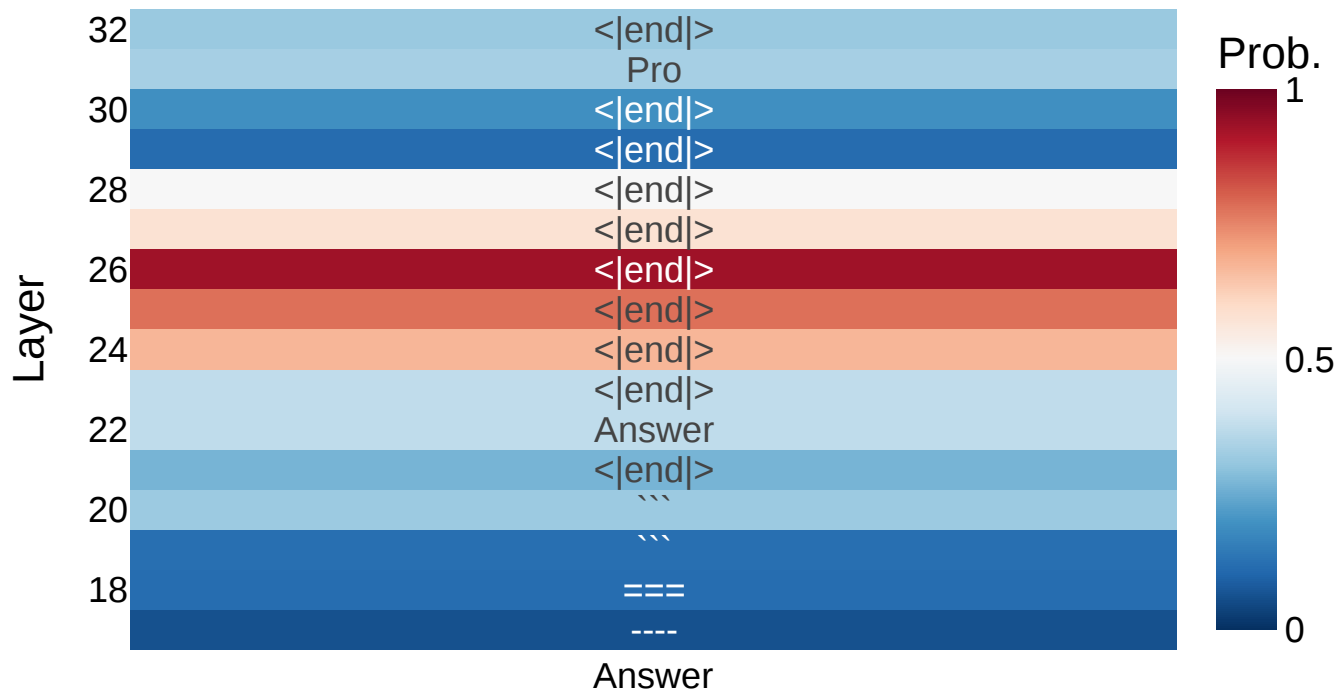 32 <|end|>
Pro
Prob.
1
30 <|end|>
<|end|>
28 <|end|>
<|end|>
26 <|end|>
Layer
<|end|>
24 <|end|>
0.5
<|end|>
22 Answer
<|end|>
20 ```
```
18 ===
----
0
Answer